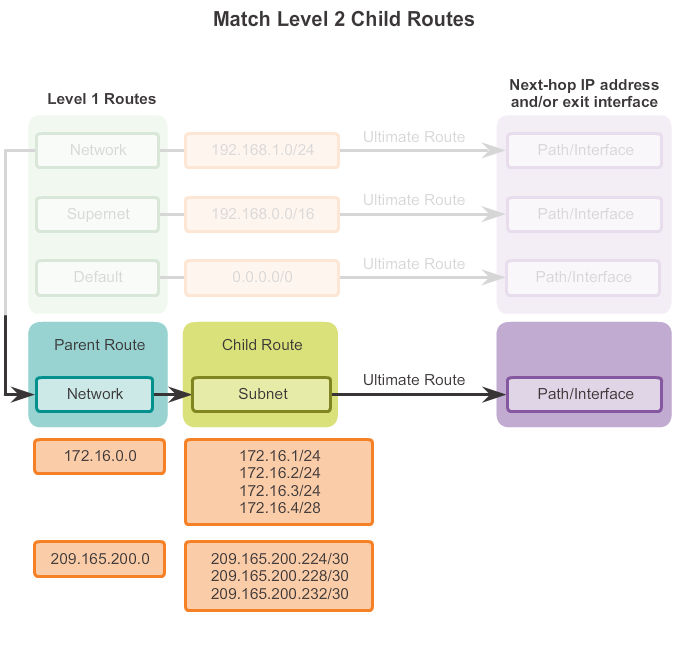 Match Level 2 Child Routes
Level 1 Routes
Next-hop IP address
and/or exit interface
Network
192.168.1.0/24
Ultimate Route
Path/Interface
Supernet
192.168.0.0/16
Ultimate Route
Path/Interface
Default
0.0.0.0/0
Ultimate Route
Path/Interface
Parent Route
Child Route
Network
Subnet
Ultimate Route
Path/Interface
172.16.0.0
172.16.1/24
172.16.2/24
172.16.3/24
172.16.4/28
209.165.200.0
209.165.200.224/30
209.165.200.228/30
209.165.200.232/30